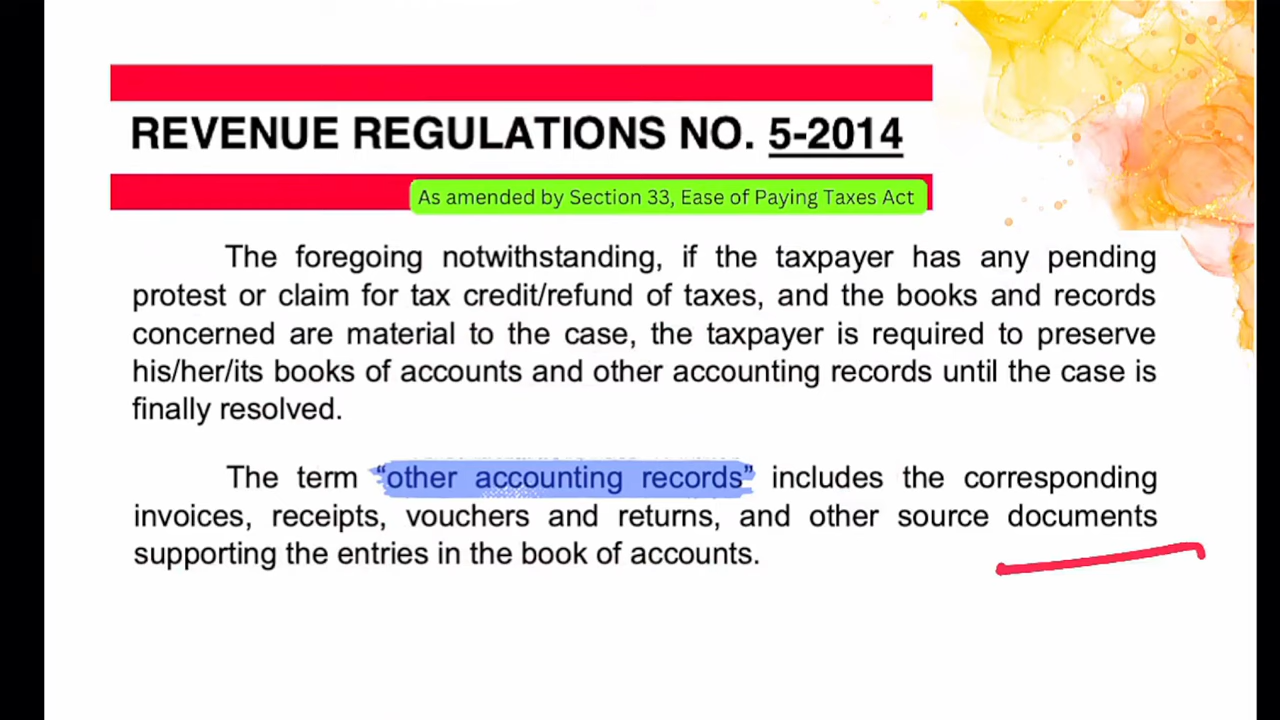 REVENUE REGULATIONS NO. 5-2014
As amended by Section 33, Ease of Paying Taxes Act
The foregoing notwithstanding, if the taxpayer has any pending
protest or claim for tax credit/refund of taxes, and the books and records
concerned are material to the case, the taxpayer is required to preserve
his/her/its books of accounts and other accounting records until the case is
finally resolved.
The term “other accounting records” includes the corresponding
invoices, receipts, vouchers and returns, and other source documents
supporting the entries in the book of accounts.